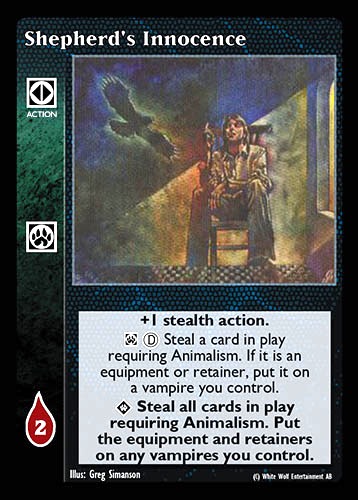 Shepherd's Innocence
ACTION
+1 stealth action.
Ⓓ Steal a card in play
requiring Animalism. If it is an
equipment or retainer, put it on
a vampire you control.
Steal all cards in play
requiring Animalism. Put
the equipment and retainers
on any vampires you control.
2
Illus: Greg Simanson
(C) White Wolf Entertainment AB